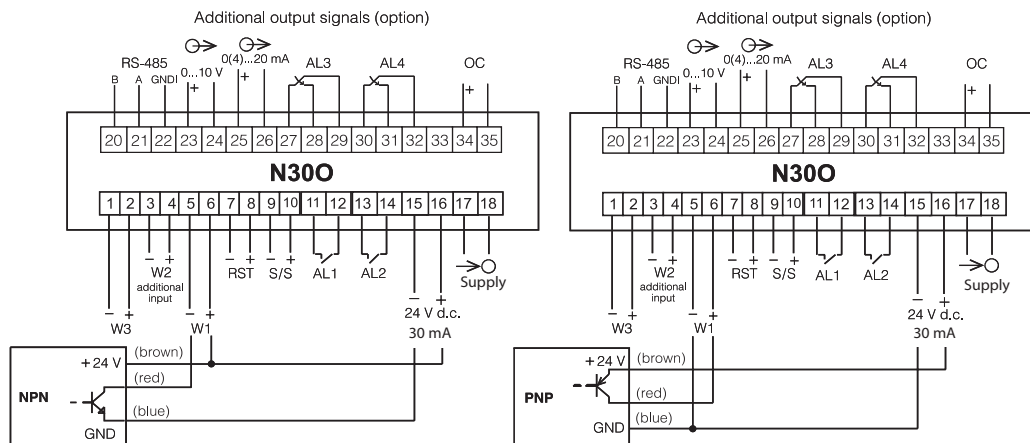 Additional output signals (option)
RS-485
0...10 V
0(4)...20 mA
AL3
AL4
OC
B A GNDI + + +
20 21 22 23 24 25 26 27 28 29 30 31 32 33 34 35
N30O
1 2 3 4 5 6 7 8 9 10 11 12 13 14 15 16 17 18
− + − + − + − + − + − +
W3
W2
additional
input
W1
RST
S/S
AL1
AL2
24 V d.c.
30 mA
Supply
+ 24 V
(brown)
(red)
NPN
(blue)
GND
Additional output signals (option)
RS-485
0...10 V
0(4)...20 mA
AL3
AL4
OC
B A GNDI + + +
20 21 22 23 24 25 26 27 28 29 30 31 32 33 34 35
N30O
1 2 3 4 5 6 7 8 9 10 11 12 13 14 15 16 17 18
− + − + − + − + − + − +
W3
W2
additional
input
W1
RST
S/S
AL1
AL2
24 V d.c.
30 mA
Supply
+ 24 V
(brown)
PNP
(red)
(blue)
GND